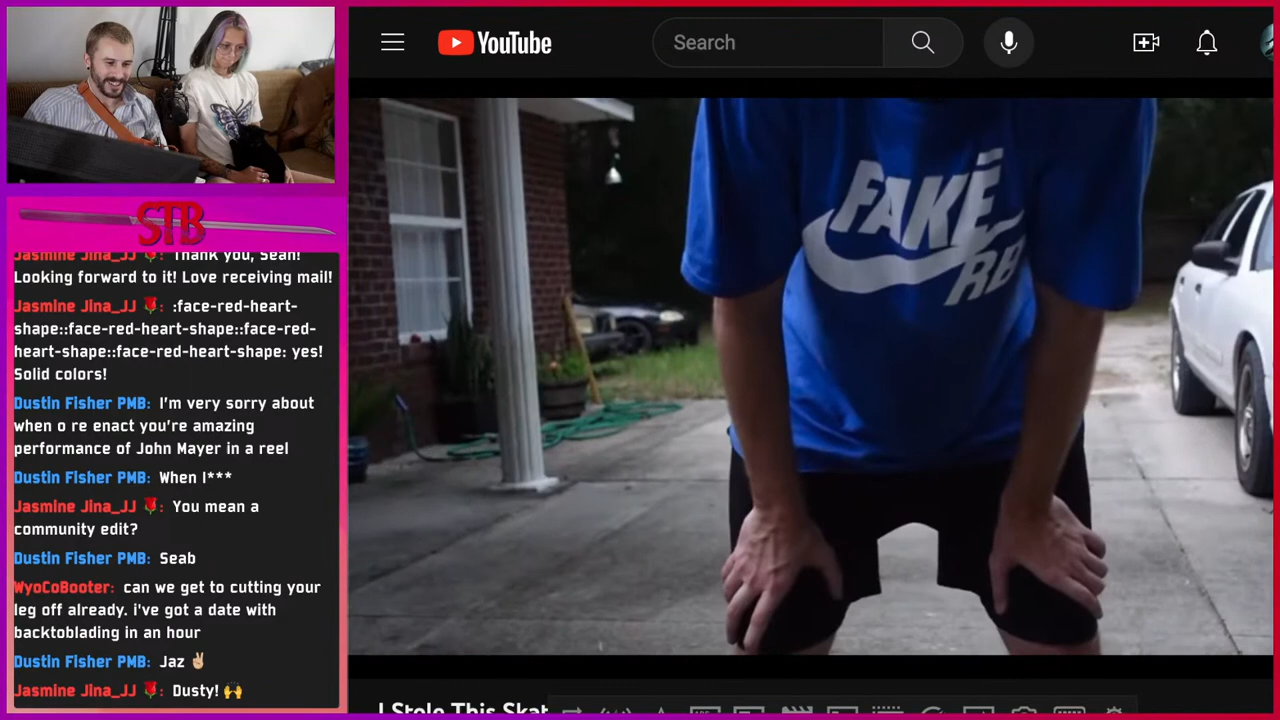 YouTube
Search
STB
Jasmine Jina_JJ 🌹: Thank you, Sean!
Looking forward to it! Love receiving mail!
Jasmine Jina_JJ 🌹: :face-red-heart-
shape::face-red-heart-shape::face-red-
heart-shape::face-red-heart-shape: yes!
Solid colors!
Dustin Fisher PMB: I'm very sorry about
when o re enact you're amazing
performance of John Mayer in a reel
Dustin Fisher PMB: When I***
Jasmine Jina_JJ 🌹: You mean a
community edit?
Dustin Fisher PMB: Seab
WyoCoBooter: can we get to cutting your
leg off already. i've got a date with
backtoblading in an hour
Dustin Fisher PMB: Jaz ✌🏼
Jasmine Jina_JJ 🌹: Dusty! 🙌
FAKĒ
RB
I Stole This Skat